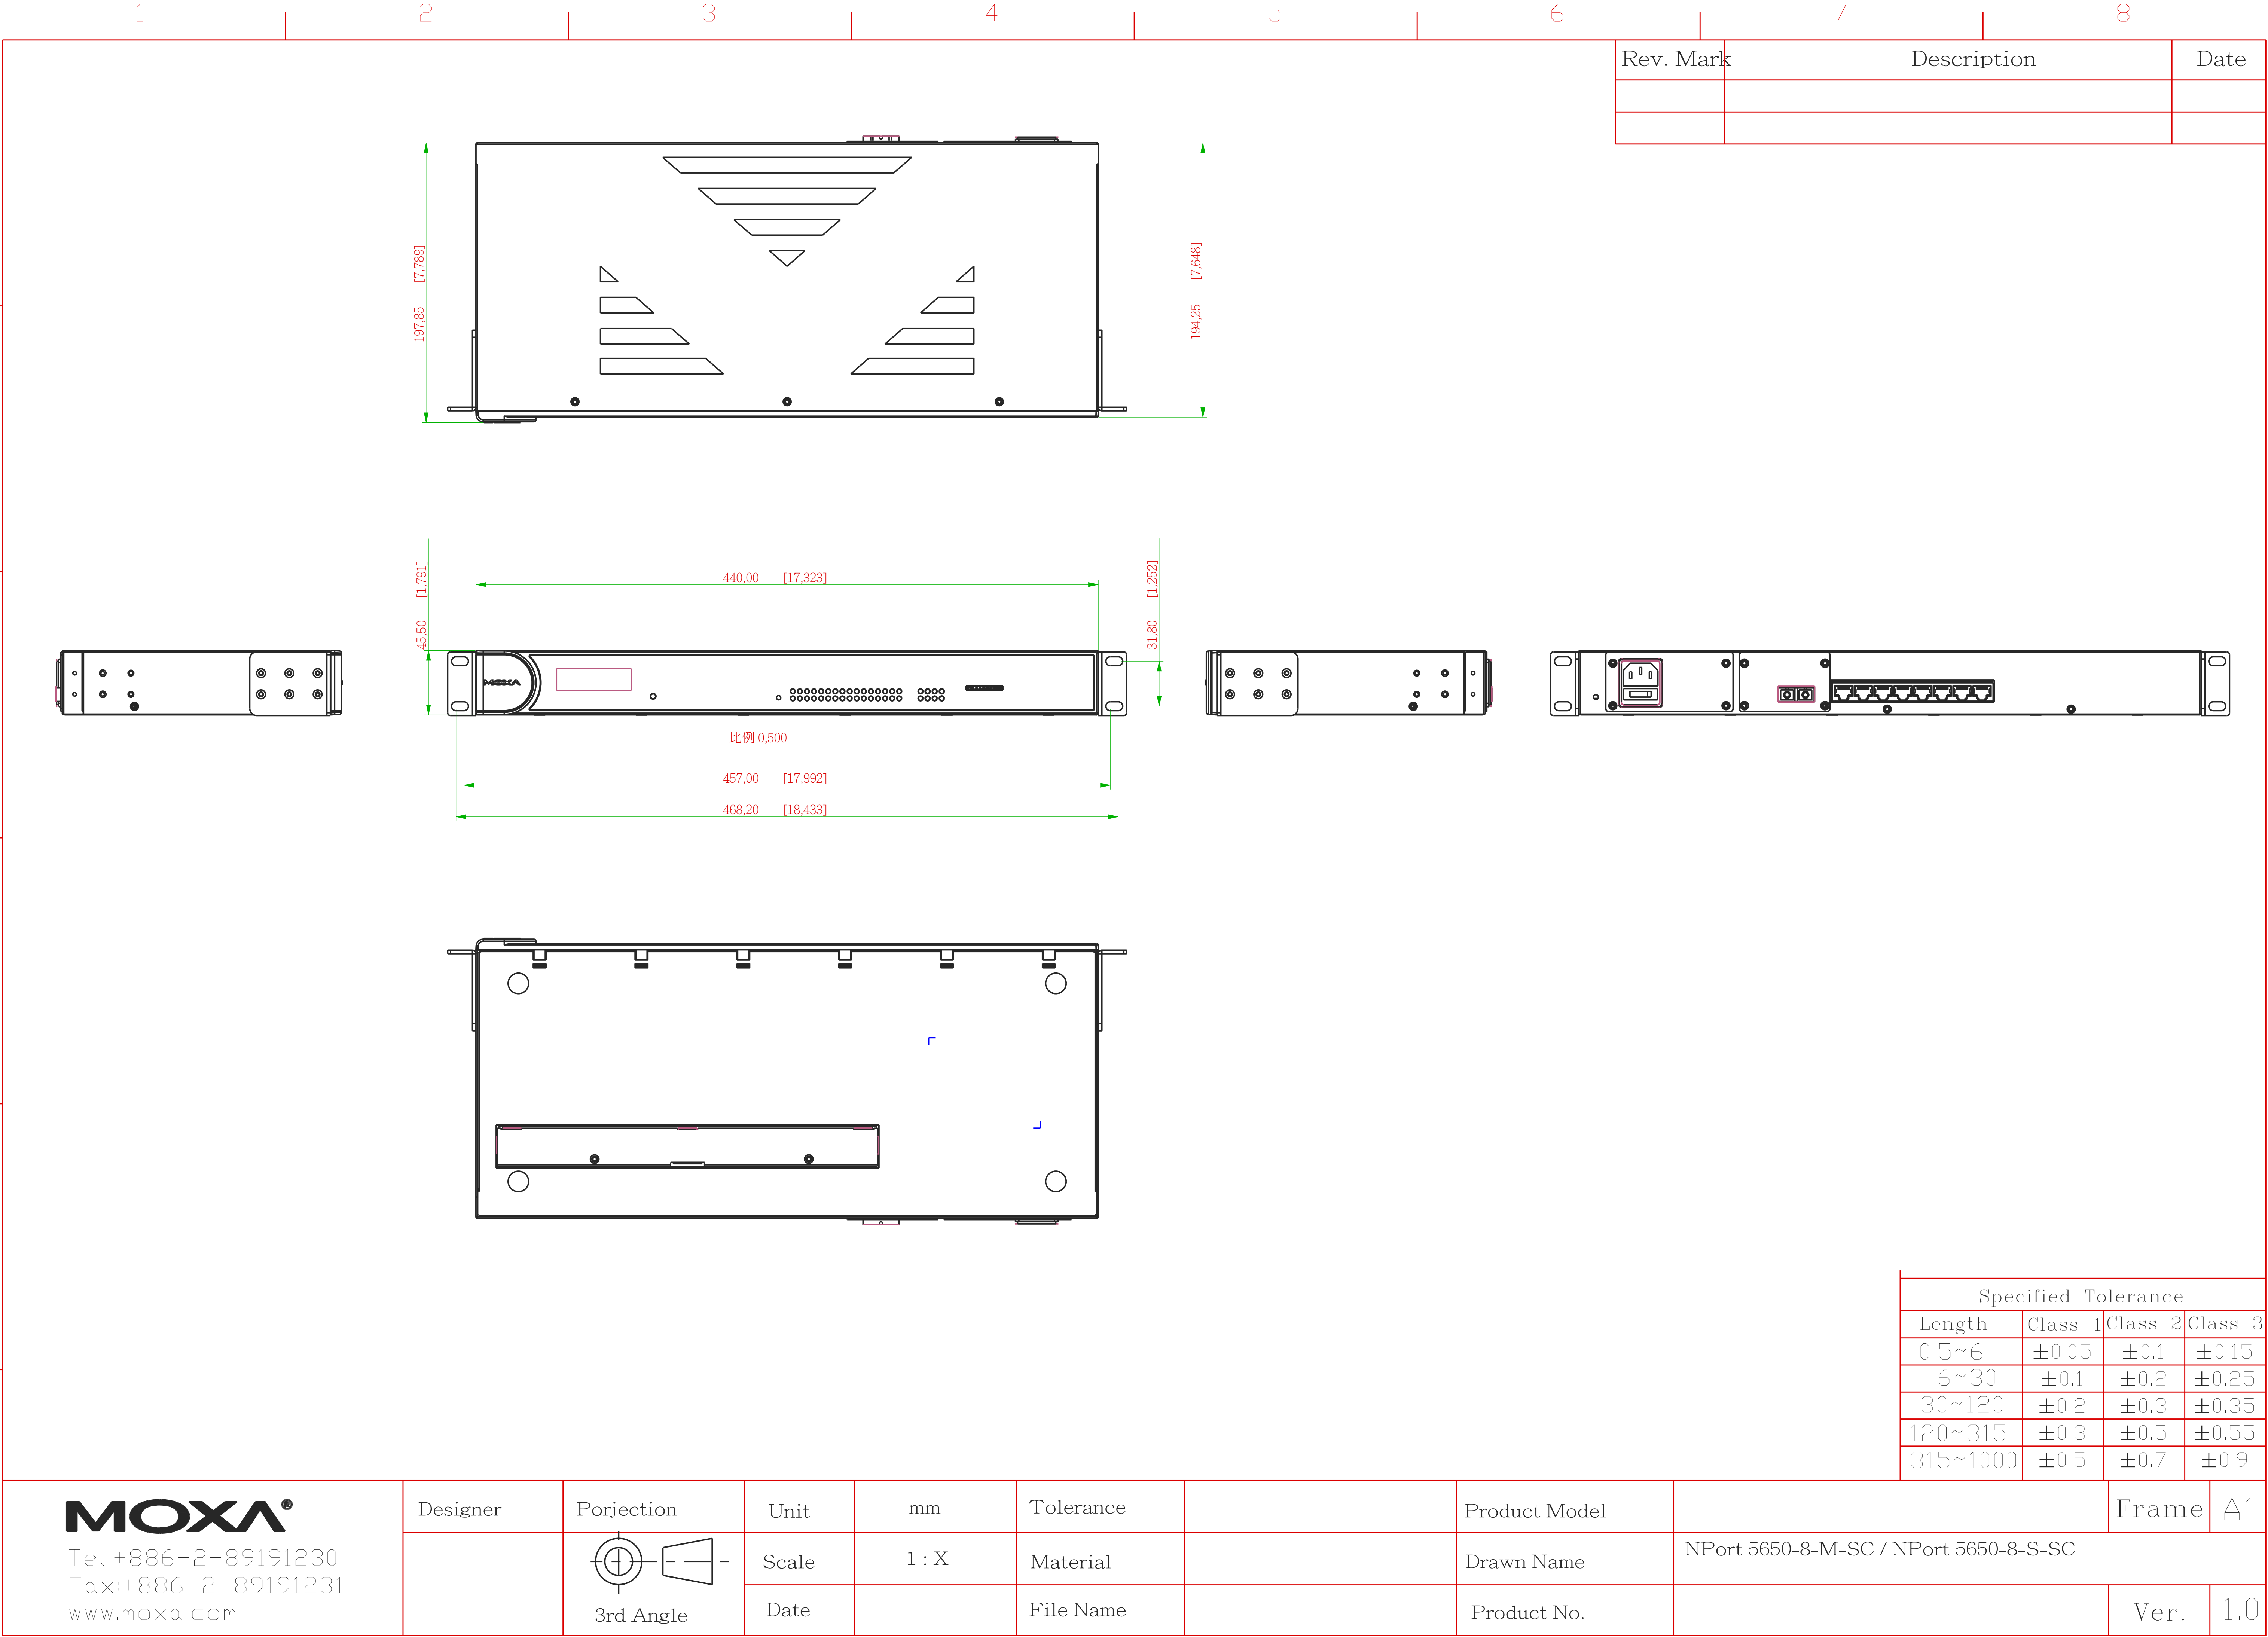 1 2 3 4 5 6 7 8
Rev. Mark Description Date
197,85 [7,789]
194,25 [7,648]
45,50 [1,791]
440,00 [17,323]
31,80 [1,252]
MOXA
比例 0,500
457,00 [17,992]
468,20 [18,433]
Specified Tolerance
Length Class 1 Class 2 Class 3
0.5~6 ±0.05 ±0.1 ±0.15
6~30 ±0.1 ±0.2 ±0.25
30~120 ±0.2 ±0.3 ±0.35
120~315 ±0.3 ±0.5 ±0.55
315~1000 ±0.5 ±0.7 ±0.9
MOXA®
Tel:+886-2-89191230
Fax:+886-2-89191231
www.moxa.com
Designer
Porjection
3rd Angle
Unit mm
Scale 1 : X
Date
Tolerance
Material
File Name
Product Model
Drawn Name NPort 5650-8-M-SC / NPort 5650-8-S-SC
Product No.
Frame A1
Ver. 1.0